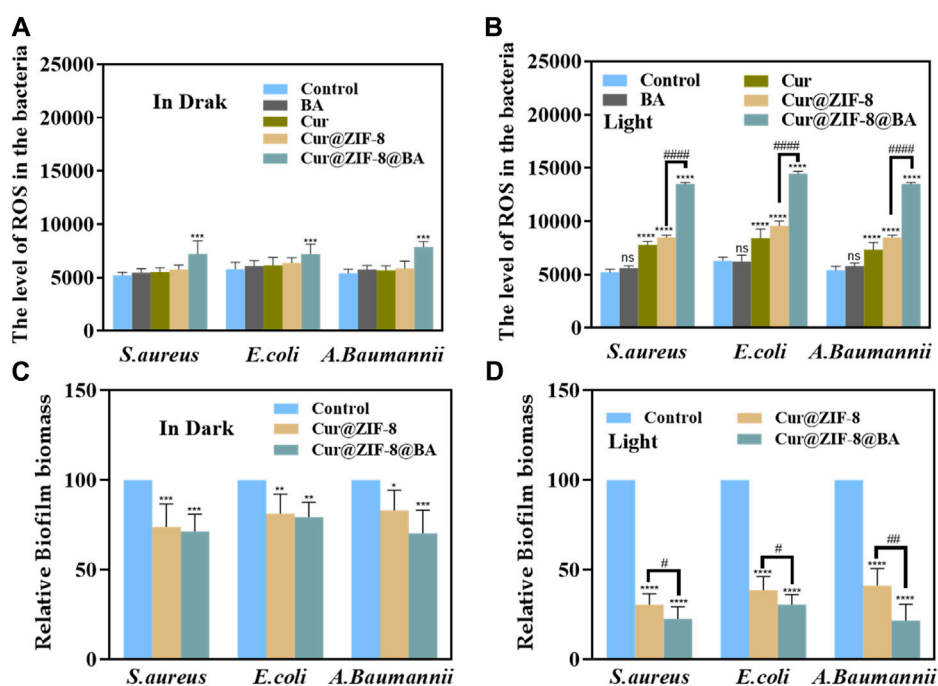 A
The level of ROS in the bacteria
25000
20000
15000
10000
5000
0
In Drak
Control
BA
Cur
Cur@ZIF-8
Cur@ZIF-8@BA
*** *** ***
S.aureus E.coli A.Baumannii
B
The level of ROS in the bacteria
25000
20000
15000
10000
5000
0
Control Cur
BA Cur@ZIF-8
Light Cur@ZIF-8@BA
#### #### ####
ns **** **** ****
ns **** **** ****
ns **** **** ****
S.aureus E.coli A.Baumannii
C
Relative Biofilm biomass
150
100
50
0
In Dark
Control
Cur@ZIF-8
Cur@ZIF-8@BA
*** *** ** ** * ***
S.aureus E.coli A.Baumannii
D
Relative Biofilm biomass
150
100
50
0
Control Cur@ZIF-8
Light Cur@ZIF-8@BA
# # ##
**** **** **** **** **** ****
S.aureus E.coli A.Baumannii